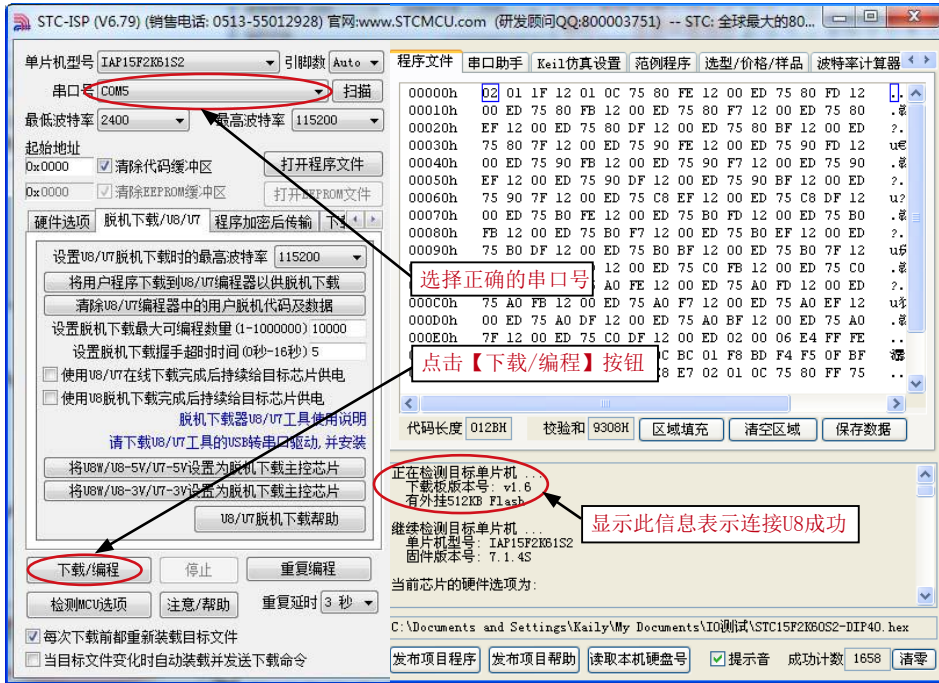 STC-ISP (V6.79) (销售电话: 0513-55012928) 官网:www.STCMCU.com (研发顾问QQ:800003751) -- STC: 全球最大的80...
单片机型号 IAP15F2K61S2 引脚数 Auto
串口号 COM5 扫描
最低波特率 2400 最高波特率 115200
起始地址
0x0000 清除代码缓冲区 打开程序文件
0x0000 清除EEPROM缓冲区 打开EEPROM文件
硬件选项 脱机下载/U8/U7 程序加密后传输
设置U8/U7脱机下载时的最高波特率 115200
将用户程序下载到U8/U7编程器以供脱机下载
清除U8/U7编程器中的用户脱机代码及数据
设置脱机下载最大可编程数量(1-1000000) 10000
设置脱机下载握手超时时间(0秒-16秒) 5
使用U8/U7在线下载完成后持续给目标芯片供电
使用U8脱机下载完成后持续给目标芯片供电
脱机下载器U8/U7工具使用说明
请下载U8/U7工具的USB转串口驱动,并安装
将U8W/U8-5V/U7-5V设置为脱机下载主控芯片
将U8W/U8-3V/U7-3V设置为脱机下载主控芯片
U8/U7脱机下载帮助
下载/编程 停止 重复编程
检测MCU选项 注意/帮助 重复延时 3 秒
每次下载前都重新装载目标文件
当目标文件变化时自动装载并发送下载命令
程序文件 串口助手 Keil仿真设置 范例程序 选型/价格/样品 波特率计算器
00000h 02 01 1F 12 01 0C 75 80 FE 12 00 ED 75 80 FD 12 ..
00010h 00 ED 75 80 FB 12 00 ED 75 80 F7 12 00 ED 75 80
00020h EF 12 00 ED 75 80 DF 12 00 ED 75 80 BF 12 00 ED ?.
00030h 75 80 7F 12 00 ED 75 90 FE 12 00 ED 75 90 FD 12 u€
00040h 00 ED 75 90 FB 12 00 ED 75 90 F7 12 00 ED 75 90
00050h EF 12 00 ED 75 90 DF 12 00 ED 75 90 BF 12 00 ED ?.
00060h 75 90 7F 12 00 ED 75 C8 EF 12 00 ED 75 C8 DF 12 u?
00070h 00 ED 75 B0 FE 12 00 ED 75 B0 FD 12 00 ED 75 B0
00080h FB 12 00 ED 75 B0 F7 12 00 ED 75 B0 EF 12 00 ED ?.
00090h 75 B0 DF 12 00 ED 75 B0 BF 12 00 ED 75 B0 7F 12
12 00 ED 75 C0 FB 12 00 ED 75 C0
A0 FE 12 00 ED 75 A0 FD 12 00 ED ?.
000C0h 75 A0 FB 12 00 ED 75 A0 F7 12 00 ED 75 A0 EF 12
000D0h 00 ED 75 A0 DF 12 00 ED 75 A0 BF 12 00 ED 75 A0
000E0h 7F 12 00 ED 75 C0 DF 12 00 ED 02 00 06 E4 FF FE ..
BC 01 F8 BD F4 F5 0F BF
E7 02 01 0C 75 80 FF 75 ..
选择正确的串口号
点击【下载/编程】按钮
代码长度 012BH 校验和 9308H 区域填充 清空区域 保存数据
正在检测目标单片机 ...
下载板版本号: v1.6
有外挂512KB Flash
继续检测目标单片机 ...
单片机型号: IAP15F2K61S2
固件版本号: 7.1.4S
当前芯片的硬件选项为:
显示此信息表示连接U8成功
C:\Documents and Settings\Kaily\My Documents\IO测试\STC15F2K60S2-DIP40.hex
发布项目程序 发布项目帮助 读取本机硬盘号 提示音 成功计数 1658 清零